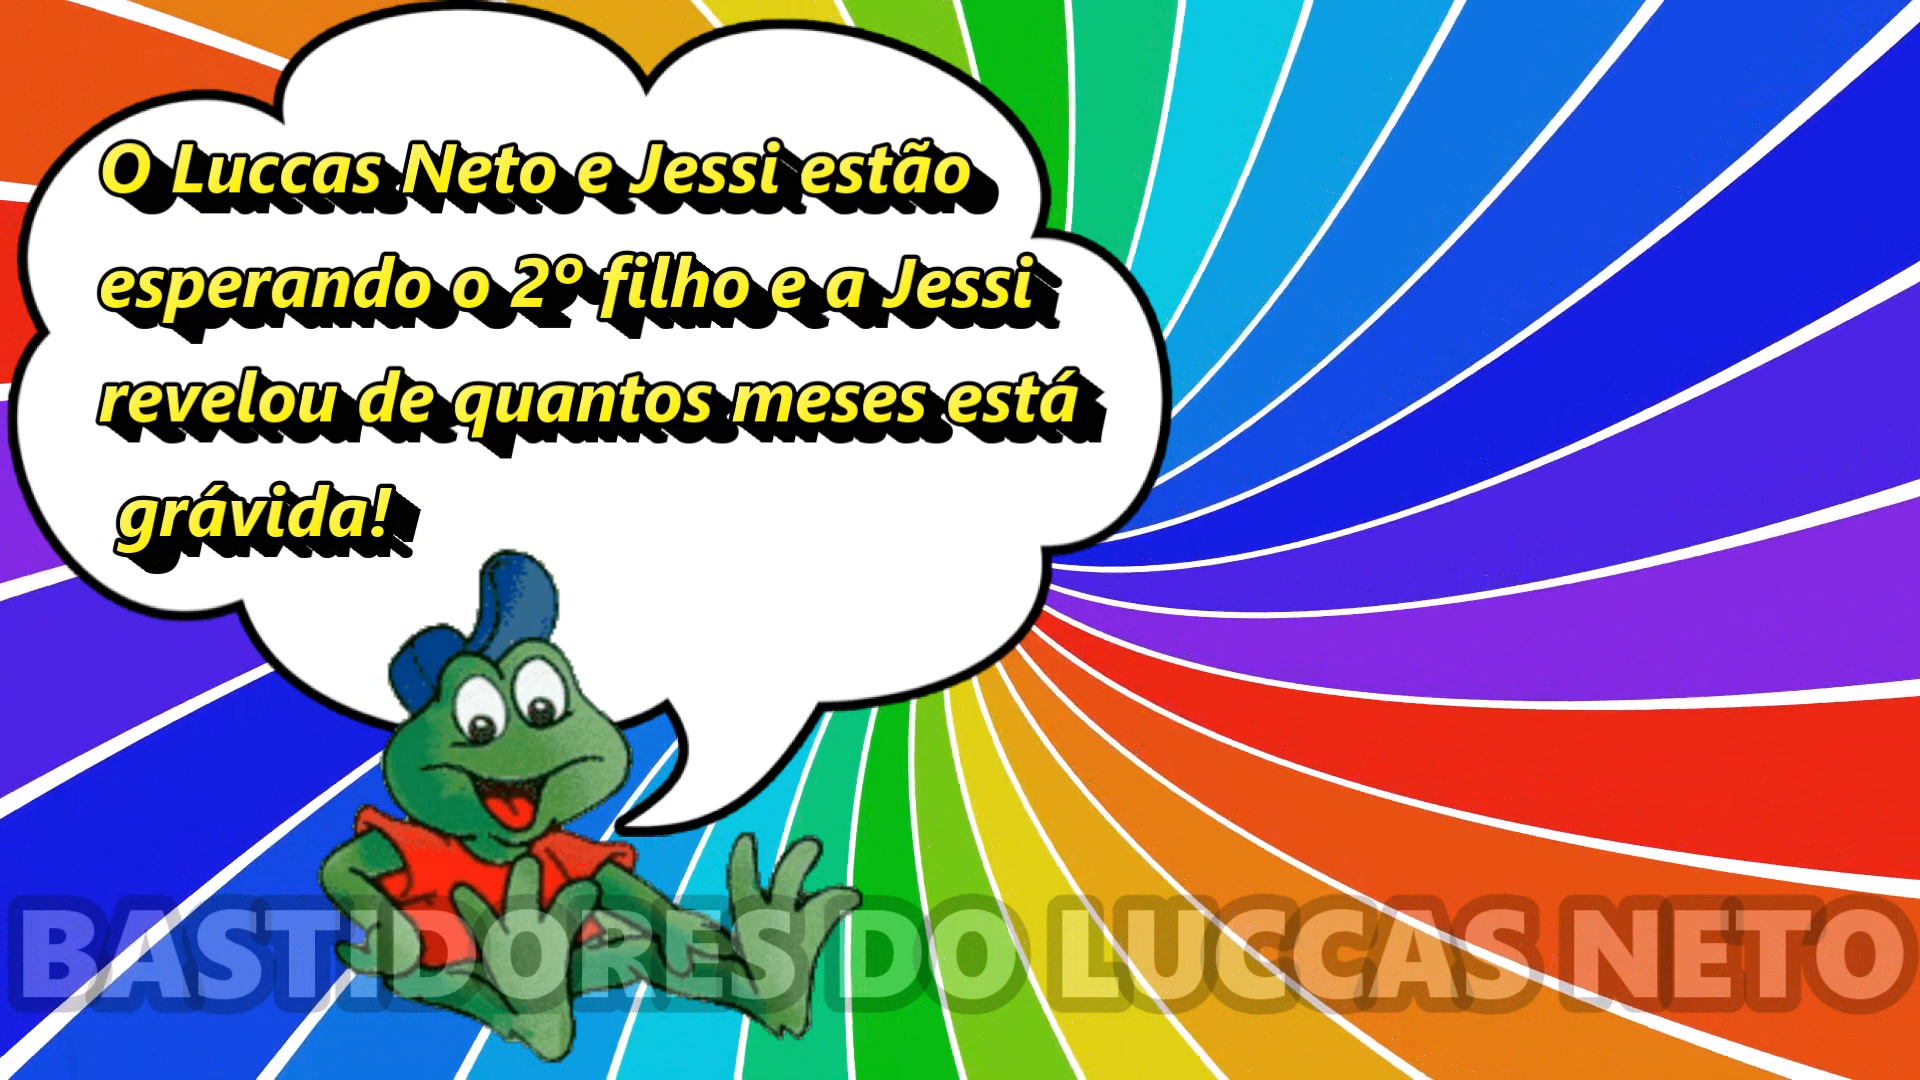 O Luccas Neto e Jessi estão
esperando o 2º filho e a Jessi
revelou de quantos meses está
grávida!
BASTIDORES DO LUCCAS NETO